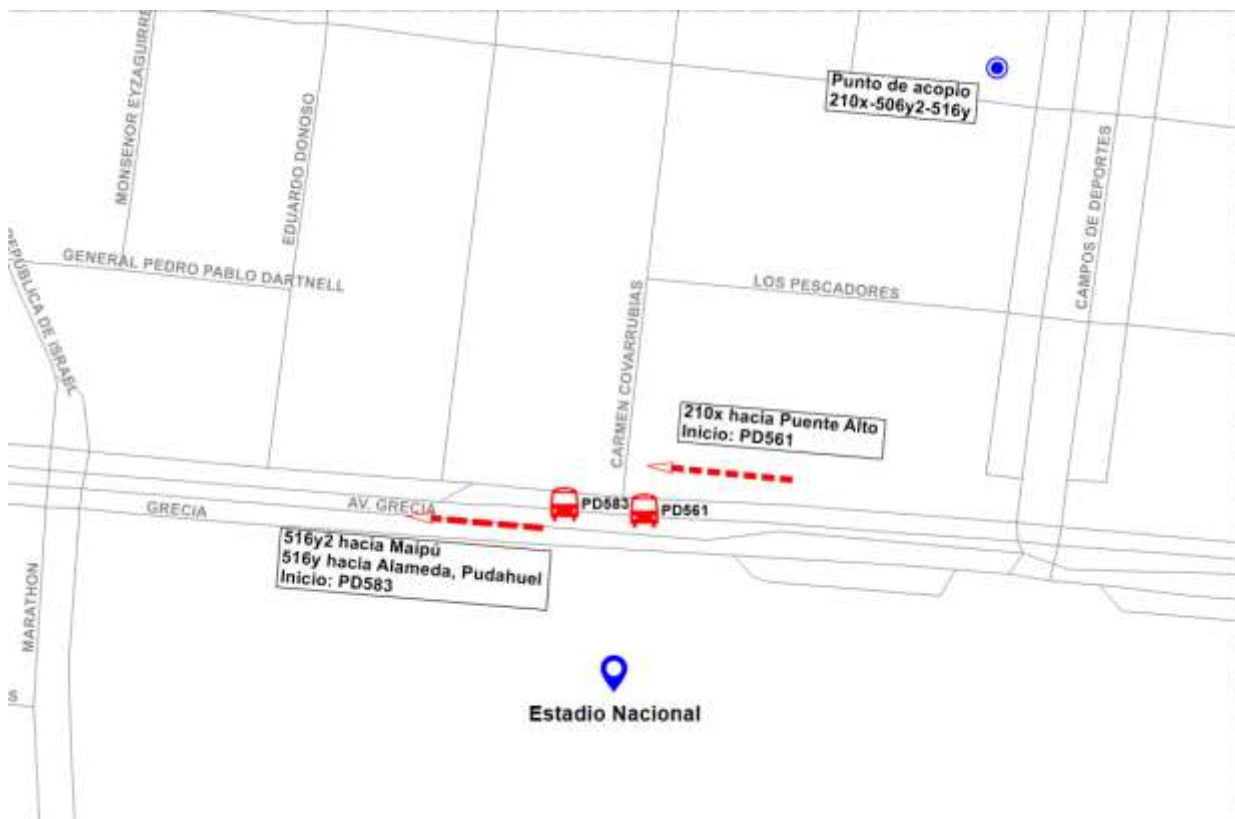 MONSENOR EYZAGUIRRE
EDUARDO DONOSO
Punto de acopio
210x-506y2-516y
CAMPOS DE DEPORTES
REPÚBLICA DE ISRAEL
GENERAL PEDRO PABLO DARTNELL
LOS PESCADORES
CARMEN COVARRUBIAS
210x hacia Puente Alto
Inicio: PD561
GRECIA
AV. GRECIA
PD583
PD561
516y2 hacia Maipú
516y hacia Alameda, Pudahuel
Inicio: PD583
MARATHON
S
Estadio Nacional